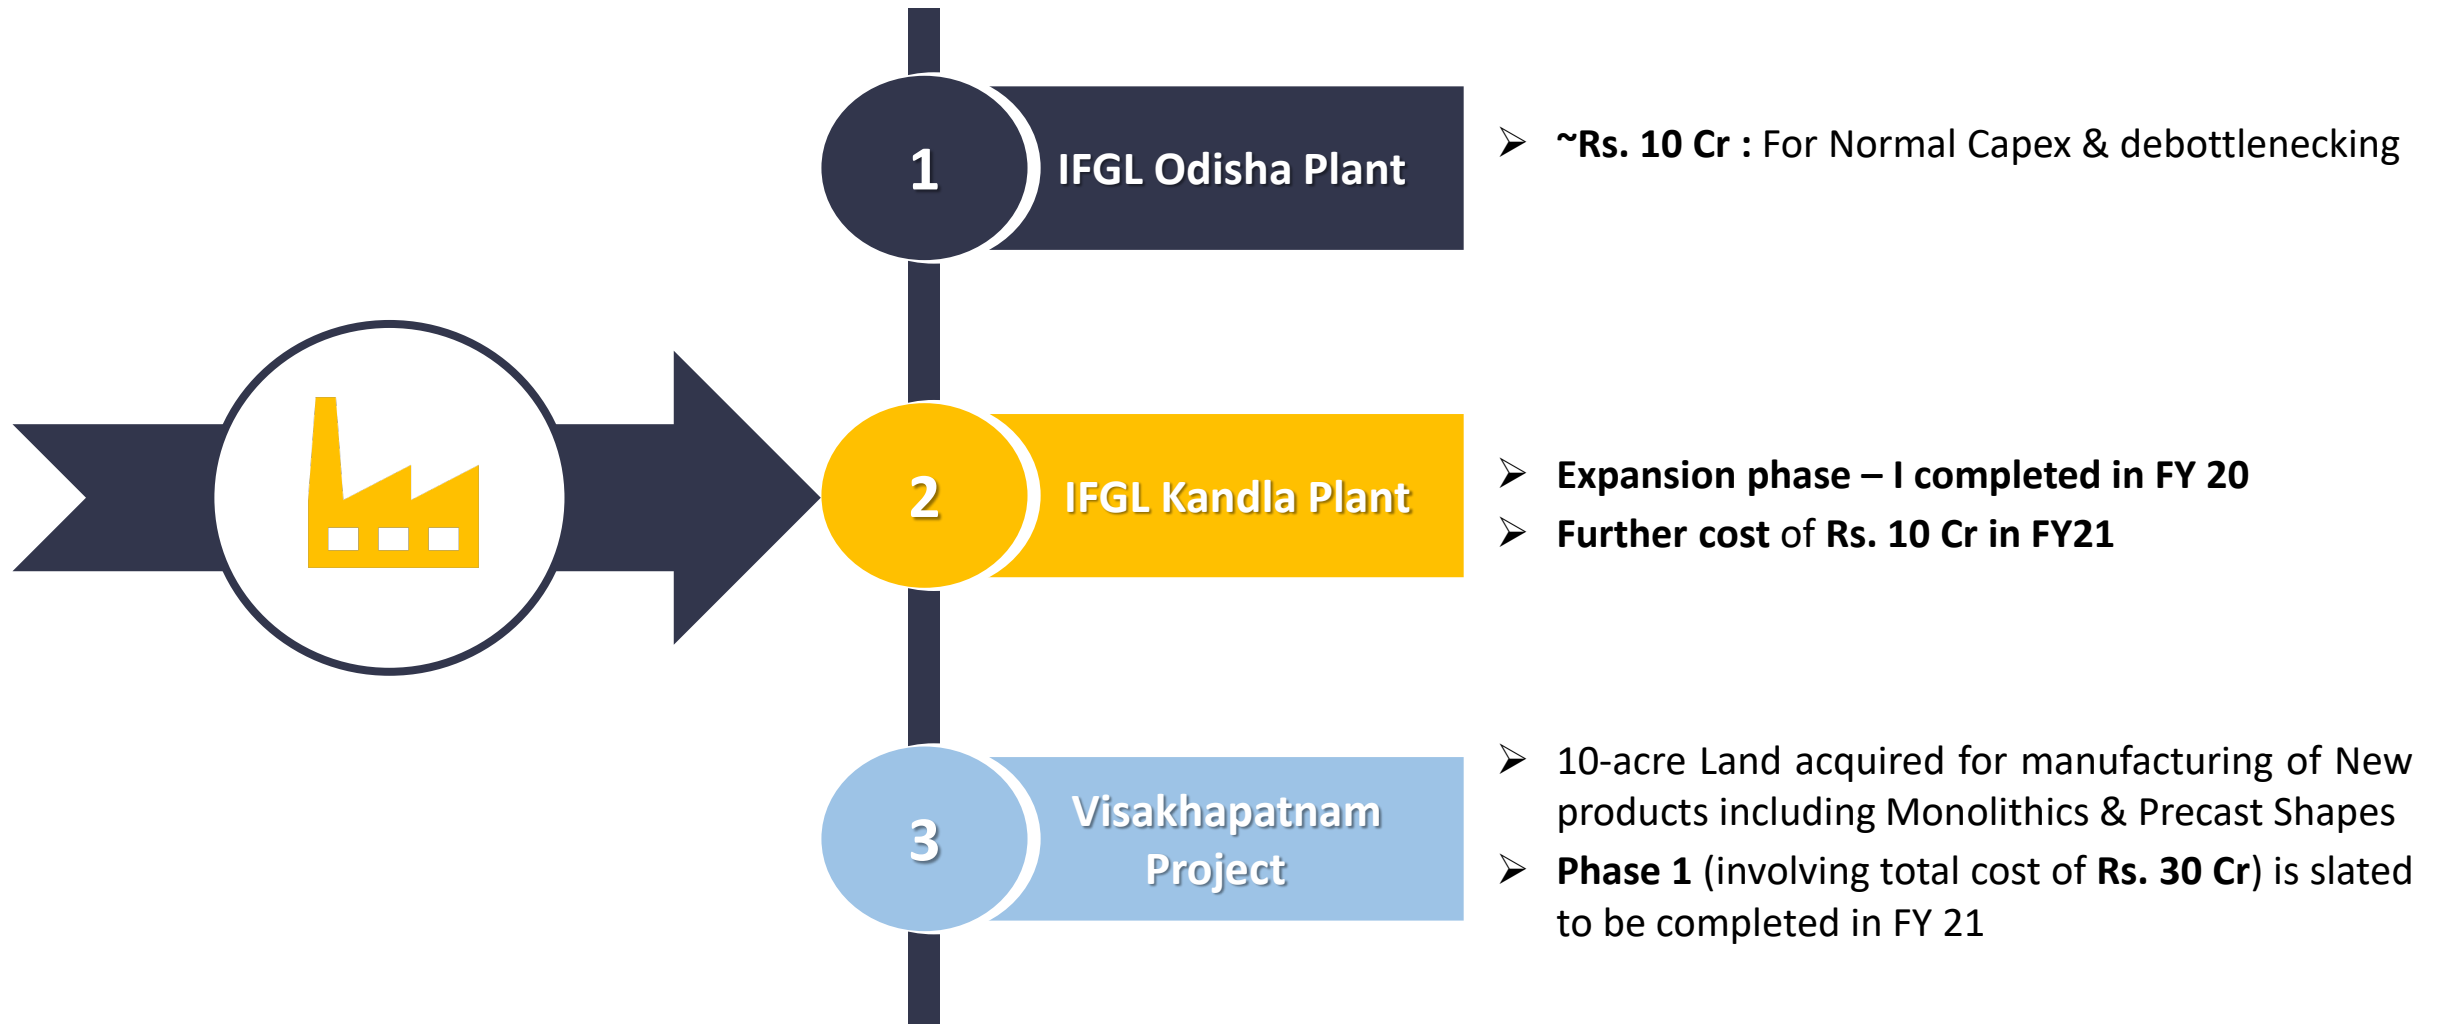 1
IFGL Odisha Plant
➢ ~Rs. 10 Cr : For Normal Capex & debottlenecking
2
IFGL Kandla Plant
➢ Expansion phase – I completed in FY 20
➢ Further cost of Rs. 10 Cr in FY21
3
Visakhapatnam
Project
➢ 10-acre Land acquired for manufacturing of New
products including Monolithics & Precast Shapes
➢ Phase 1 (involving total cost of Rs. 30 Cr) is slated
to be completed in FY 21